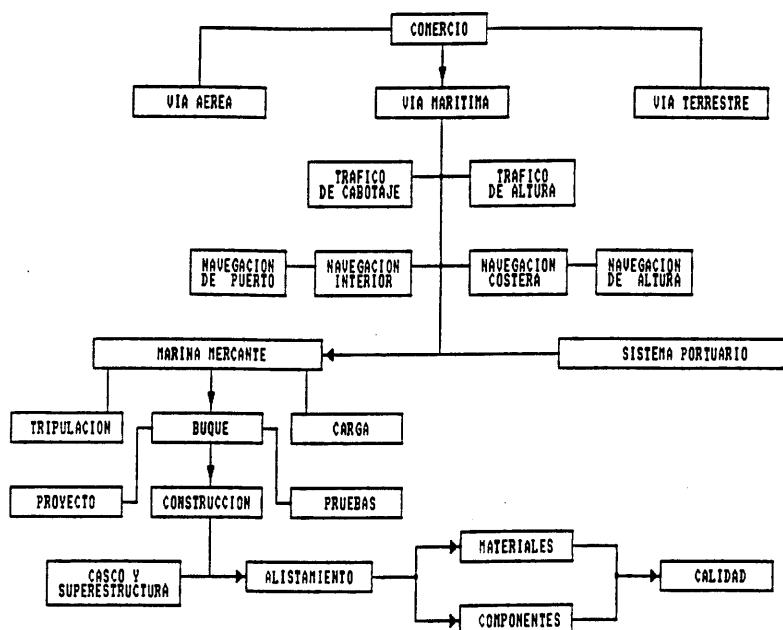 COMERCIO
VIA AEREA
VIA MARITIMA
VIA TERRESTRE
TRAFICO
DE CABOTAJE
TRAFICO
DE ALTURA
NAVEGACION
DE PUERTO
NAVEGACION
INTERIOR
NAVEGACION
COSTERA
NAVEGACION
DE ALTURA
MARINA MERCANTE
SISTEMA PORTUARIO
TRIPULACION
BUQUE
CARGA
PROYECTO
CONSTRUCCION
PRUEBAS
CASCO Y
SUPERESTRUCTURA
ALISTAMIENTO
MATERIALES
CALIDAD
COMPONENTES